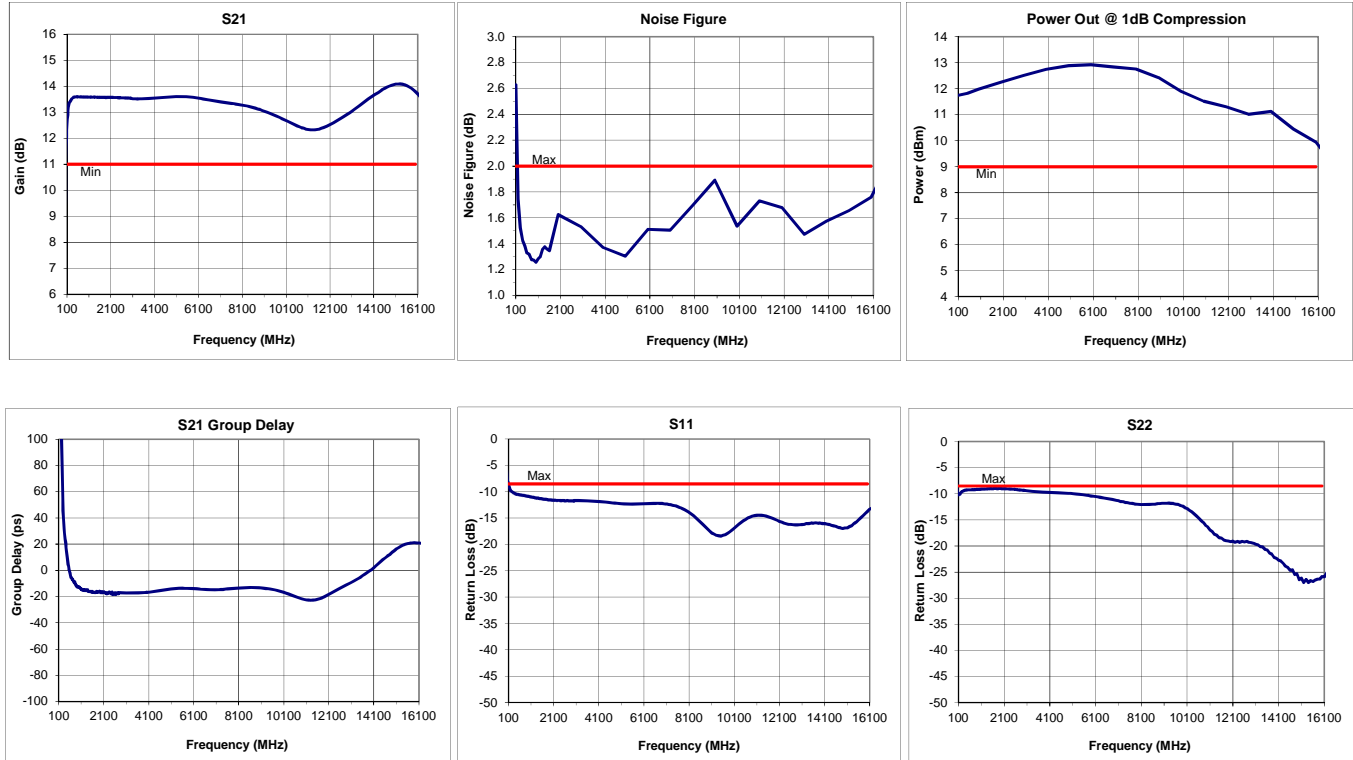 S21
16
15
14
13
12
11
10
9
8
7
6
Gain (dB)
Min
100 2100 4100 6100 8100 10100 12100 14100 16100
Frequency (MHz)
Noise Figure
3.0
2.8
2.6
2.4
2.2
2.0
1.8
1.6
1.4
1.2
1.0
Noise Figure (dB)
Max
100 2100 4100 6100 8100 10100 12100 14100 16100
Frequency (MHz)
Power Out @ 1dB Compression
14
13
12
11
10
9
8
7
6
5
4
Power (dBm)
Min
100 2100 4100 6100 8100 10100 12100 14100 16100
Frequency (MHz)
S21 Group Delay
100
80
60
40
20
0
-20
-40
-60
-80
-100
Group Delay (ps)
100 2100 4100 6100 8100 10100 12100 14100 16100
Frequency (MHz)
S11
0
-5
-10
-15
-20
-25
-30
-35
-40
-45
-50
Return Loss (dB)
Max
100 2100 4100 6100 8100 10100 12100 14100 16100
Frequency (MHz)
S22
0
-5
-10
-15
-20
-25
-30
-35
-40
-45
-50
Return Loss (dB)
Max
100 2100 4100 6100 8100 10100 12100 14100 16100
Frequency (MHz)